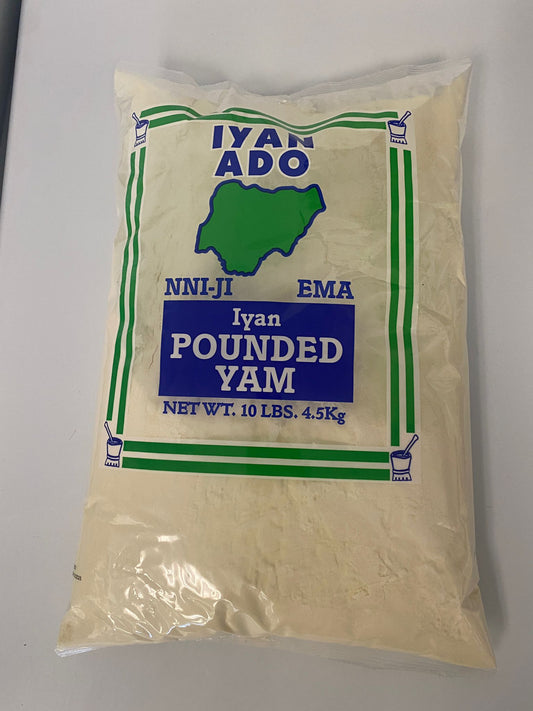 IYAN
ADO
NNI-JI EMA
Iyan
POUNDED
YAM
NET WT. 10 LBS. 4.5Kg